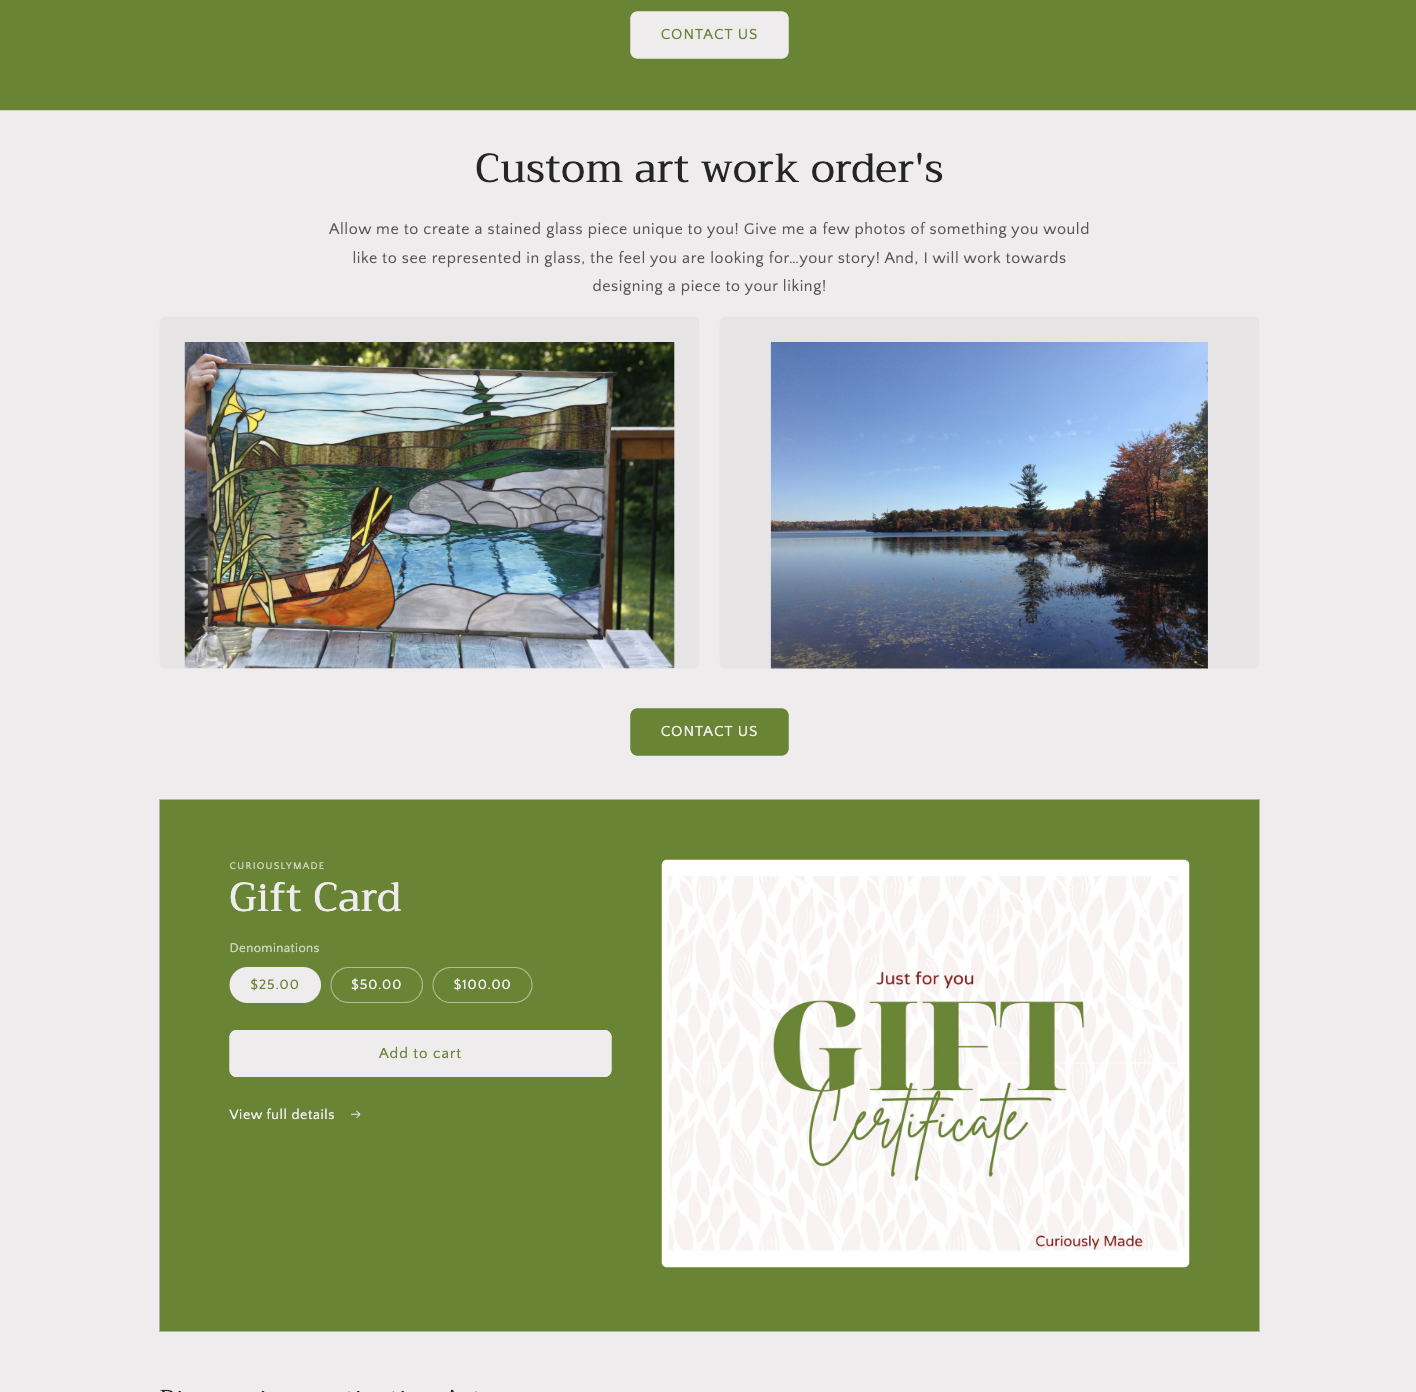 CONTACT US
Custom art work order's
Allow me to create a stained glass piece unique to you! Give me a few photos of something you would
like to see represented in glass, the feel you are looking for...your story! And, I will work towards
designing a piece to your liking!
CONTACT US
CURIOUSLYMADE
Gift Card
Denominations
$25.00 $50.00 $100.00
Add to cart
View full details →
Just for you
GIFT
Certificate
Curiously Made